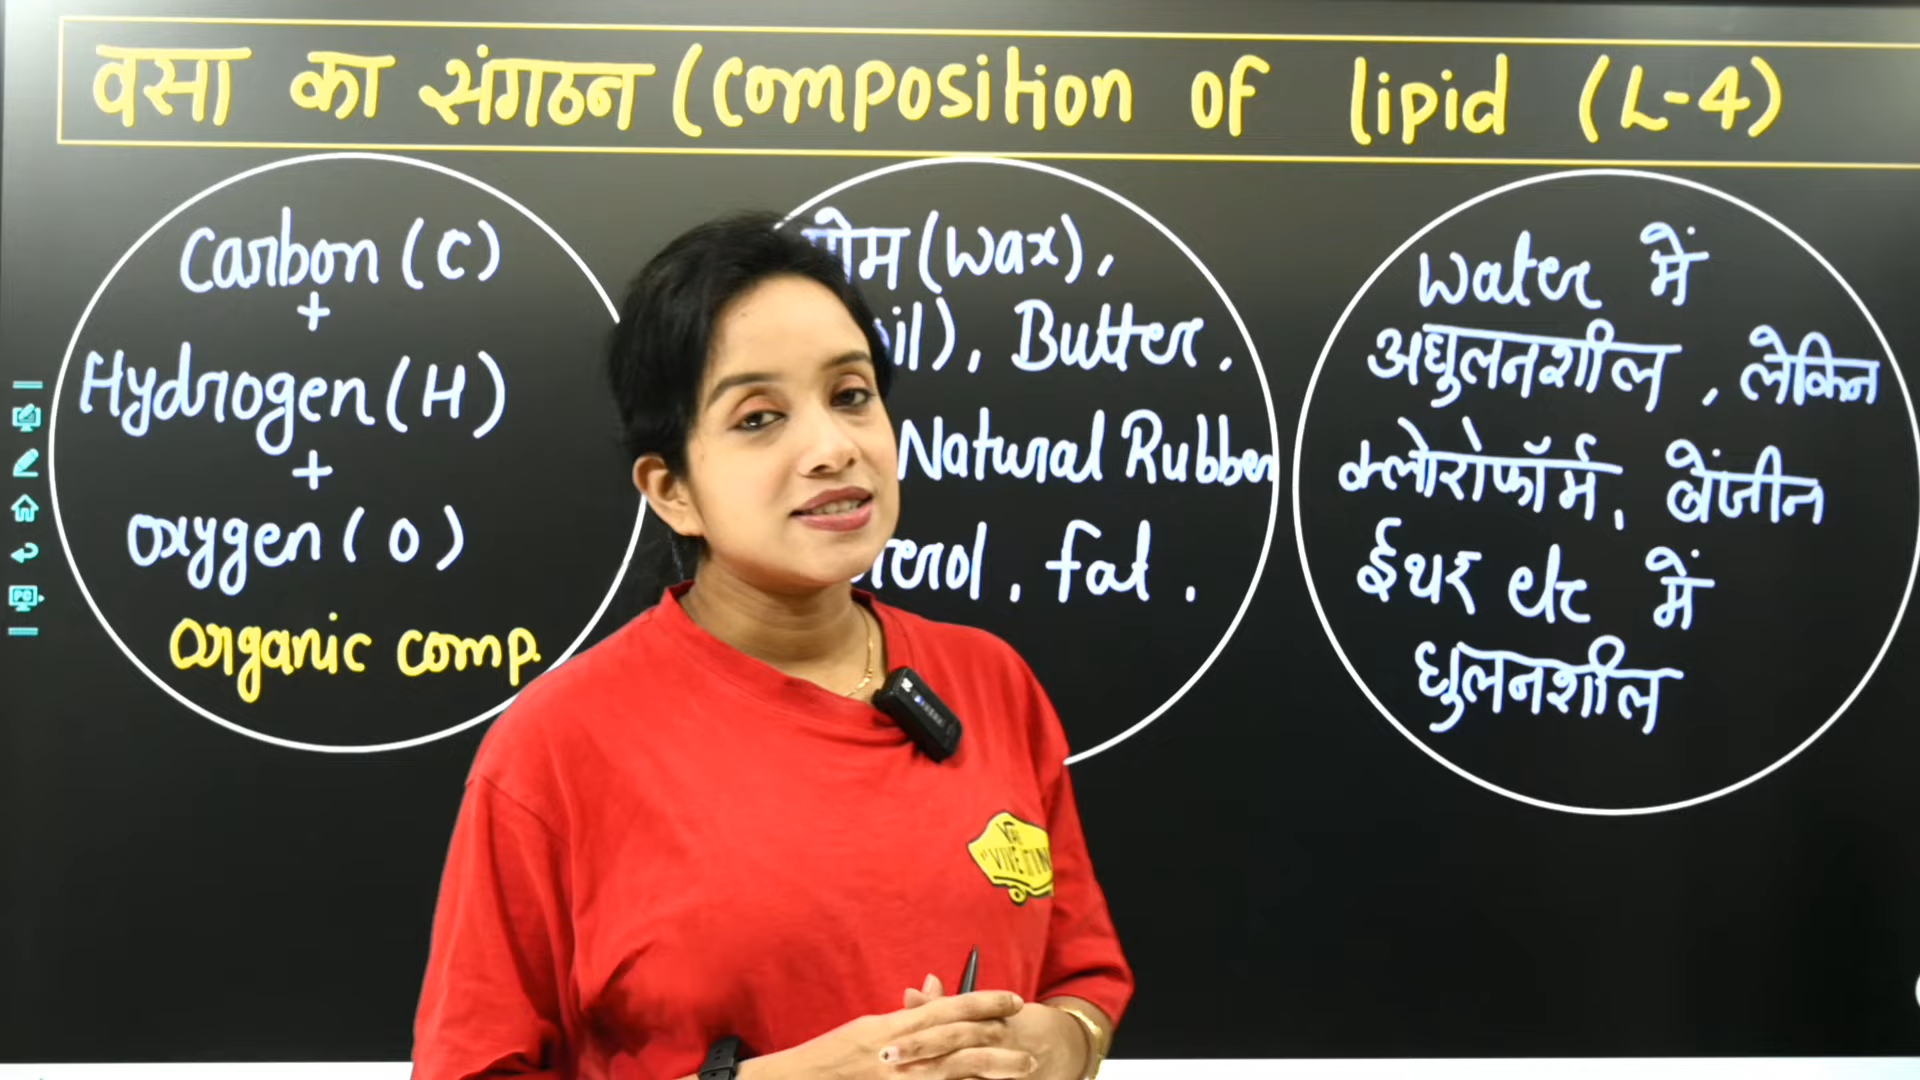 वसा का संगठन (Composition of lipid (L-4)
Carbon (C)
+
Hydrogen (H)
+
Oxygen (O)
Organic comp.
(Wax),
Butter.
Natural Rubber
fat.
Water में
अघुलनशील, लेकिन
क्लोरोफॉर्म, बेंजीन
ईथर etc में
घुलनशील